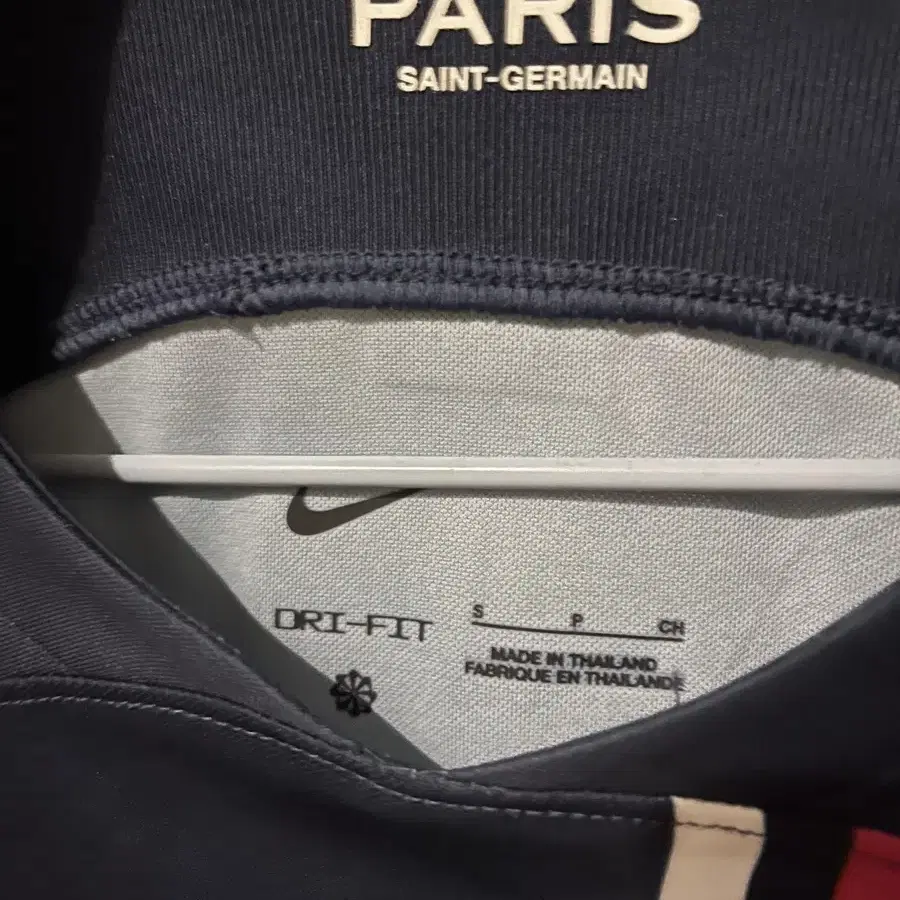 PARIS
SAINT-GERMAIN
DRI-FIT
S P CH
MADE IN THAILAND
FABRIQUE EN THAILANDE